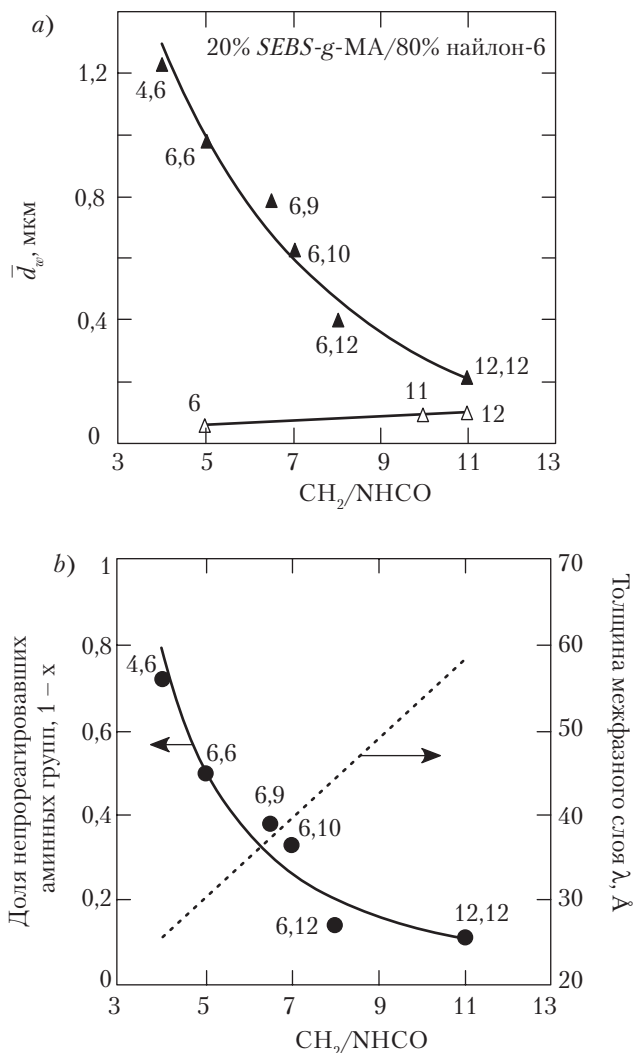 a)
20% SEBS-g-MA/80% найлон-6
1,2
0,8
0,4
0
d̄w, мкм
4,6
6,6
6,9
6,10
6,12
12,12
6
11
12
3 5 7 9 11 13
CH₂/NHCO
b)
1
0,8
0,6
0,4
0,2
0
Доля непрореагировавших
аминных групп, 1 – x
4,6
6,6
6,9
6,10
6,12
12,12
70
60
50
40
30
20
Толщина межфазного слоя λ, Å
3 5 7 9 11 13
CH₂/NHCO